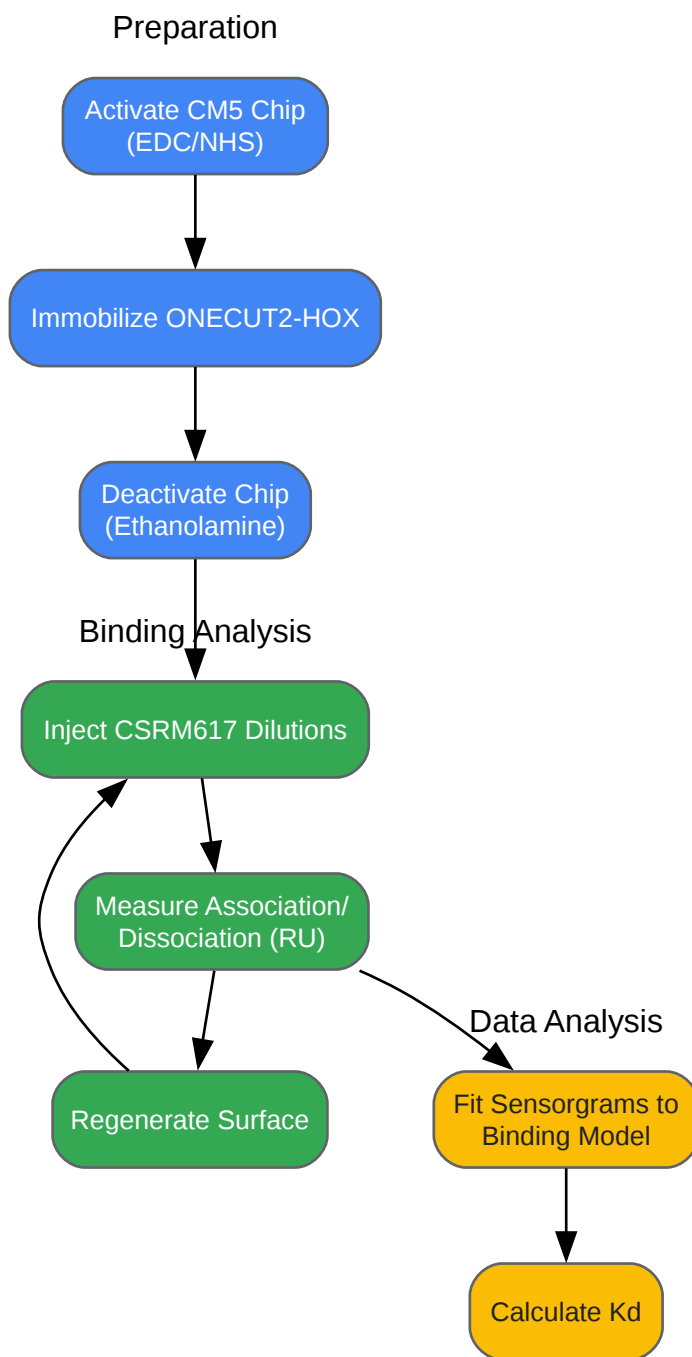 Preparation
Activate CM5 Chip
(EDC/NHS)
Immobilize ONECUT2-HOX
Deactivate Chip
(Ethanolamine)
Binding Analysis
Inject CSRM617 Dilutions
Measure Association/
Dissociation (RU)
Regenerate Surface
Data Analysis
Fit Sensorgrams to
Binding Model
Calculate Kd